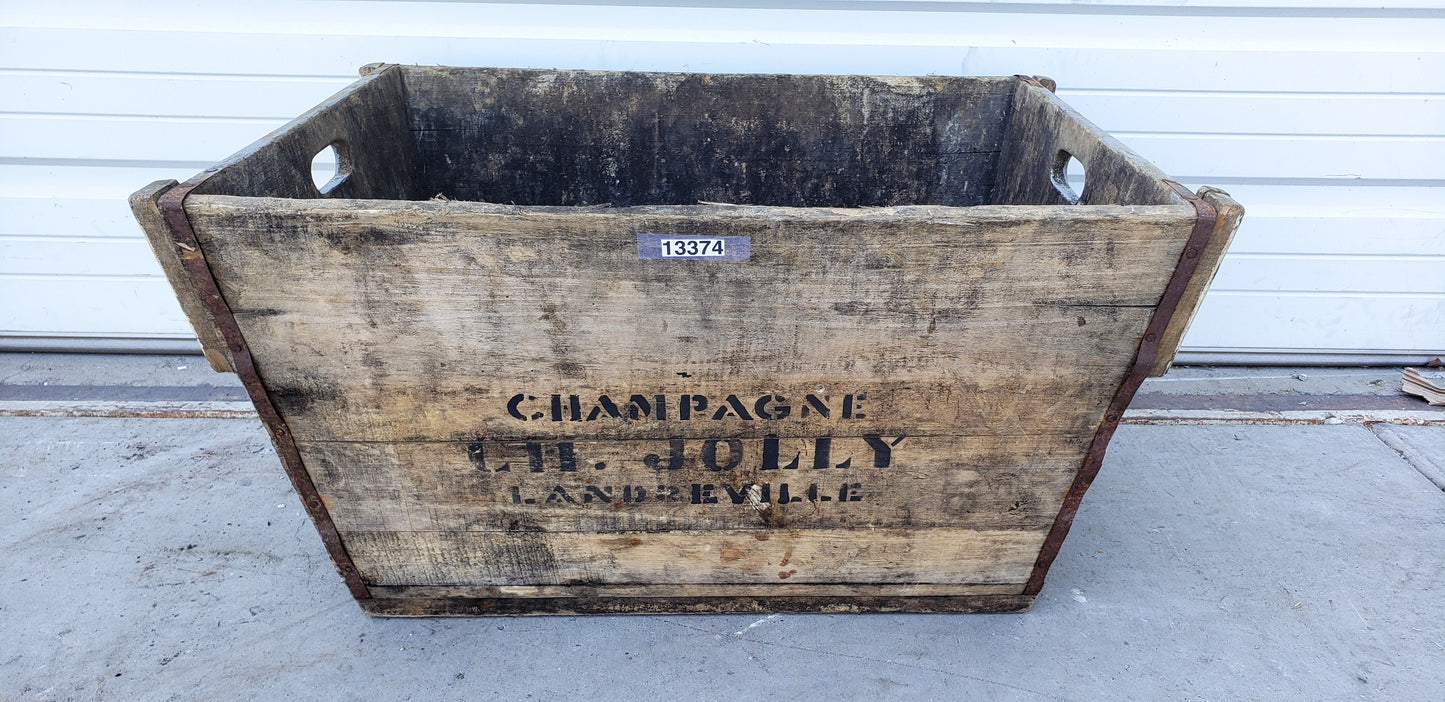 13374
CHAMPAGNE
CH. JOLLY
LANDREVILLE